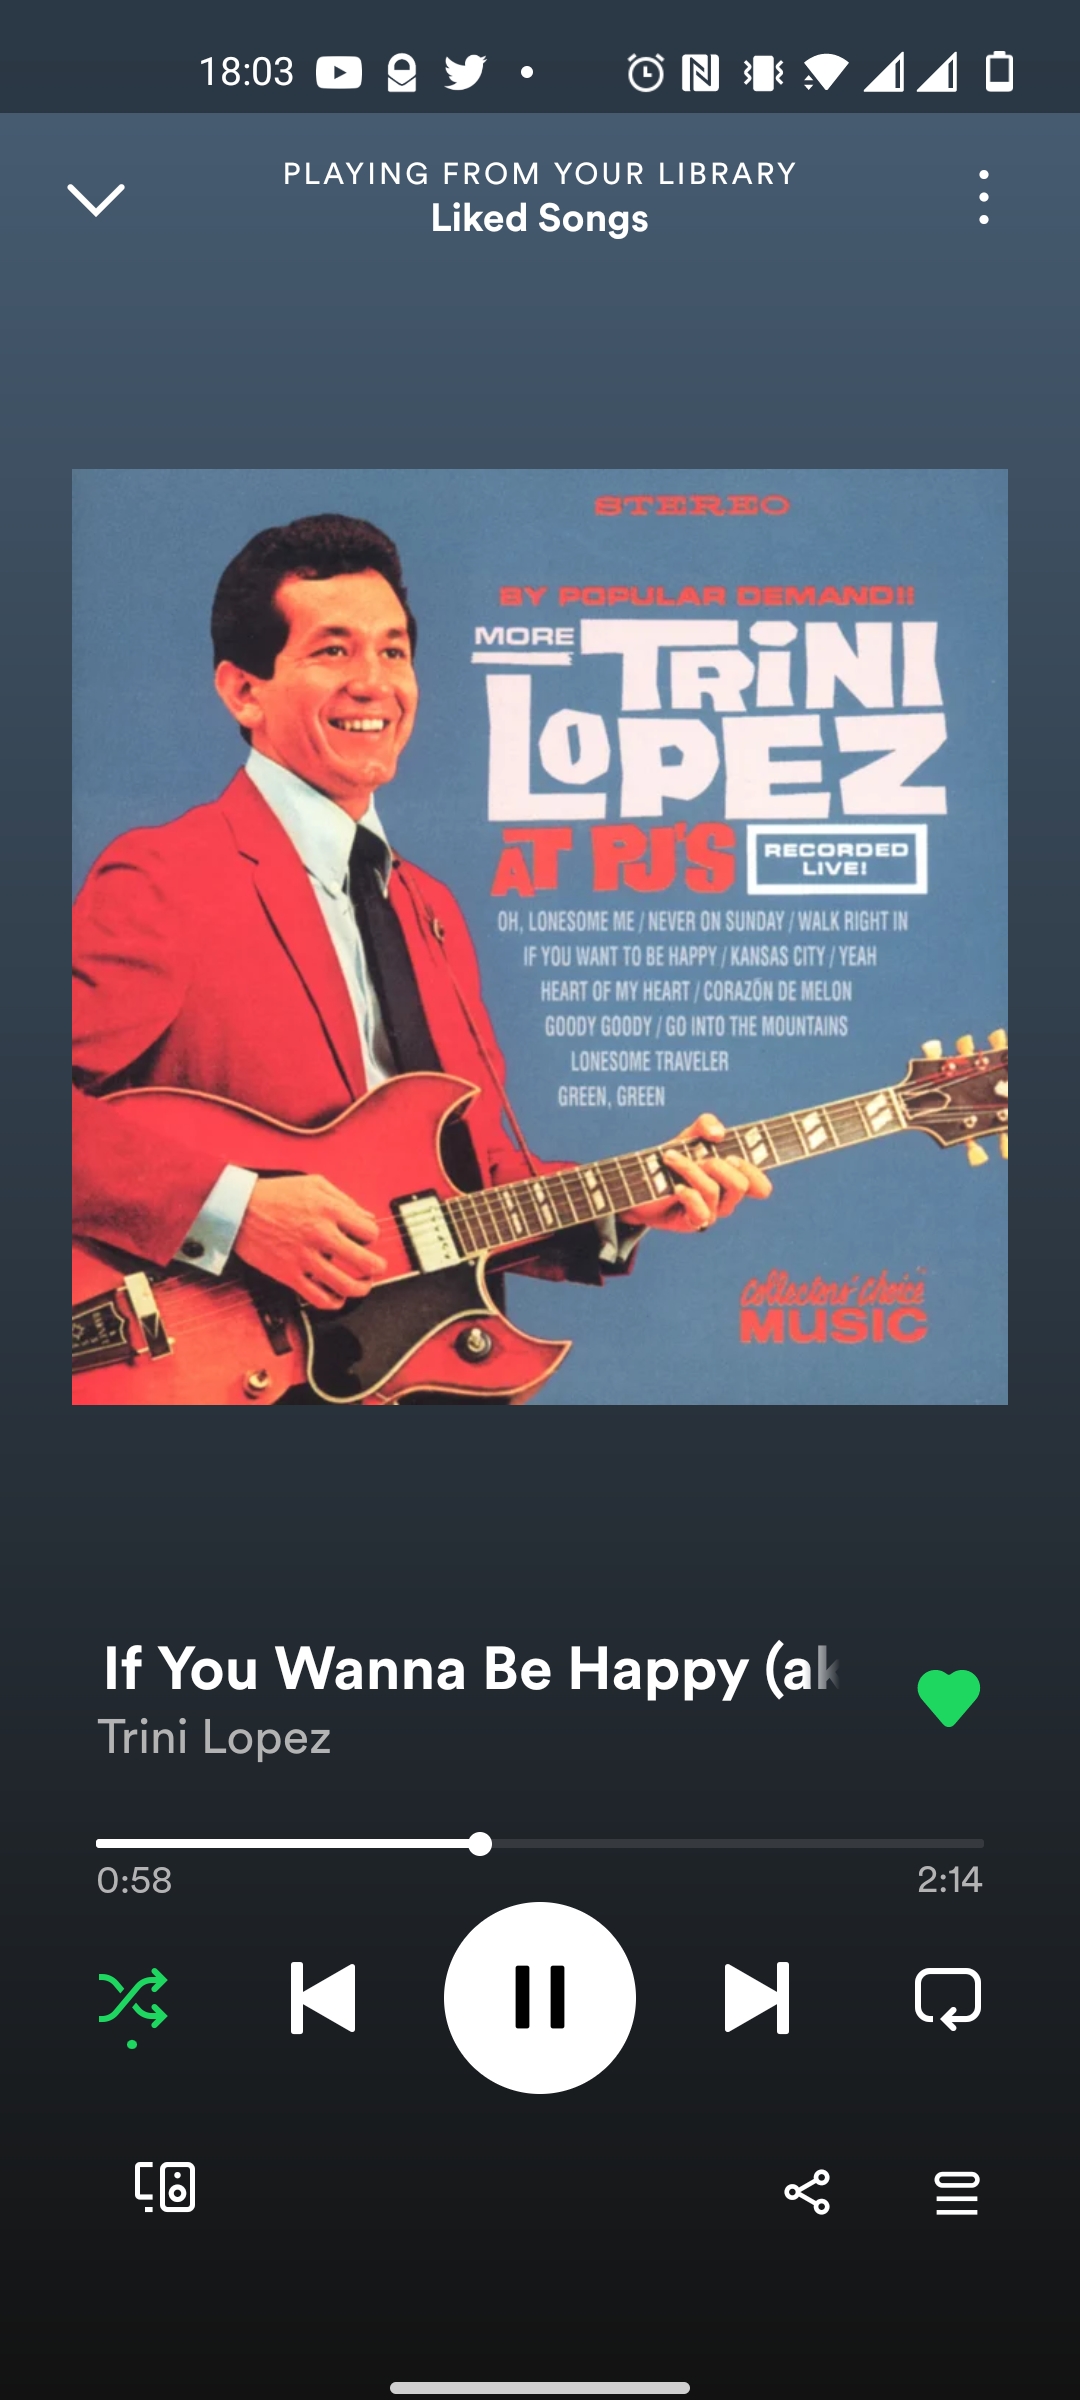 18:03
PLAYING FROM YOUR LIBRARY
Liked Songs
STEREO
BY POPULAR DEMAND!!
MORE TRiNI
LOPEZ
AT PJ'S
RECORDED
LIVE!
OH, LONESOME ME / NEVER ON SUNDAY / WALK RIGHT IN
IF YOU WANT TO BE HAPPY / KANSAS CITY / YEAH
HEART OF MY HEART / CORAZÓN DE MELON
GOODY GOODY / GO INTO THE MOUNTAINS
LONESOME TRAVELER
GREEN, GREEN
Collectors' Choice
MUSIC
If You Wanna Be Happy (ak
Trini Lopez
0:58
2:14